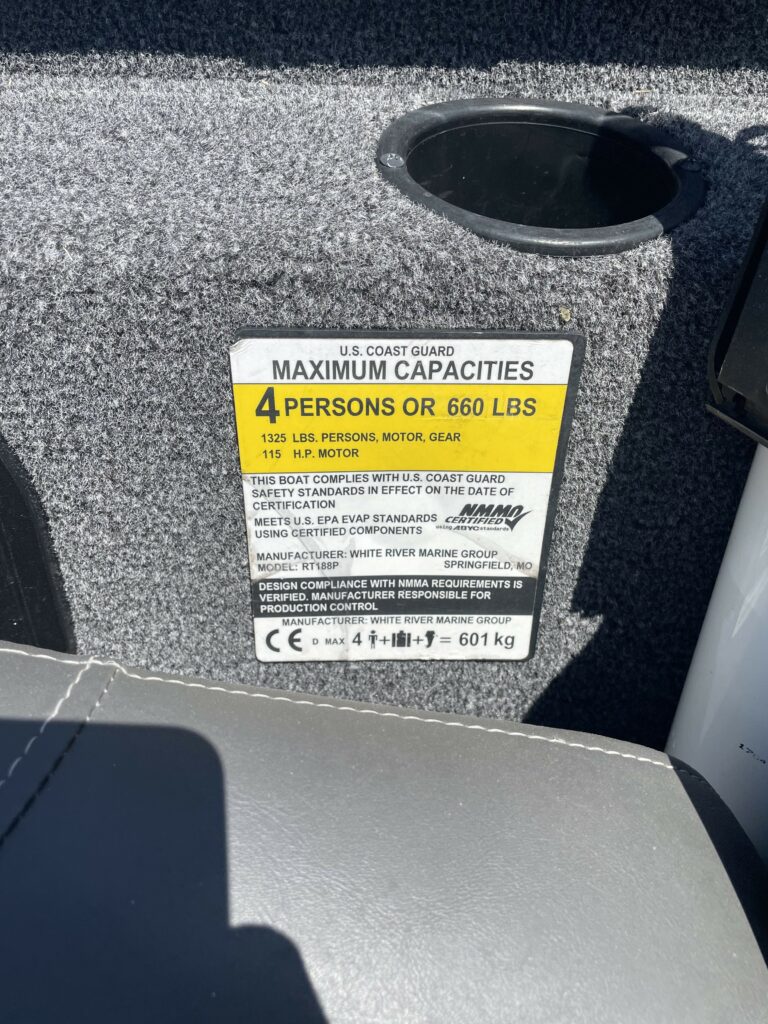 U.S. COAST GUARD
MAXIMUM CAPACITIES
4 PERSONS OR 660 LBS
1325 LBS. PERSONS, MOTOR, GEAR
115 H.P. MOTOR
THIS BOAT COMPLIES WITH U.S. COAST GUARD
SAFETY STANDARDS IN EFFECT ON THE DATE OF
CERTIFICATION
MEETS U.S. EPA EVAP STANDARDS
USING CERTIFIED COMPONENTS
NMMA
CERTIFIED
using ABYC standards
MANUFACTURER: WHITE RIVER MARINE GROUP
MODEL: RT188P SPRINGFIELD, MO
DESIGN COMPLIANCE WITH NMMA REQUIREMENTS IS
VERIFIED. MANUFACTURER RESPONSIBLE FOR
PRODUCTION CONTROL
MANUFACTURER: WHITE RIVER MARINE GROUP
CE D MAX 4 + + = 601 kg